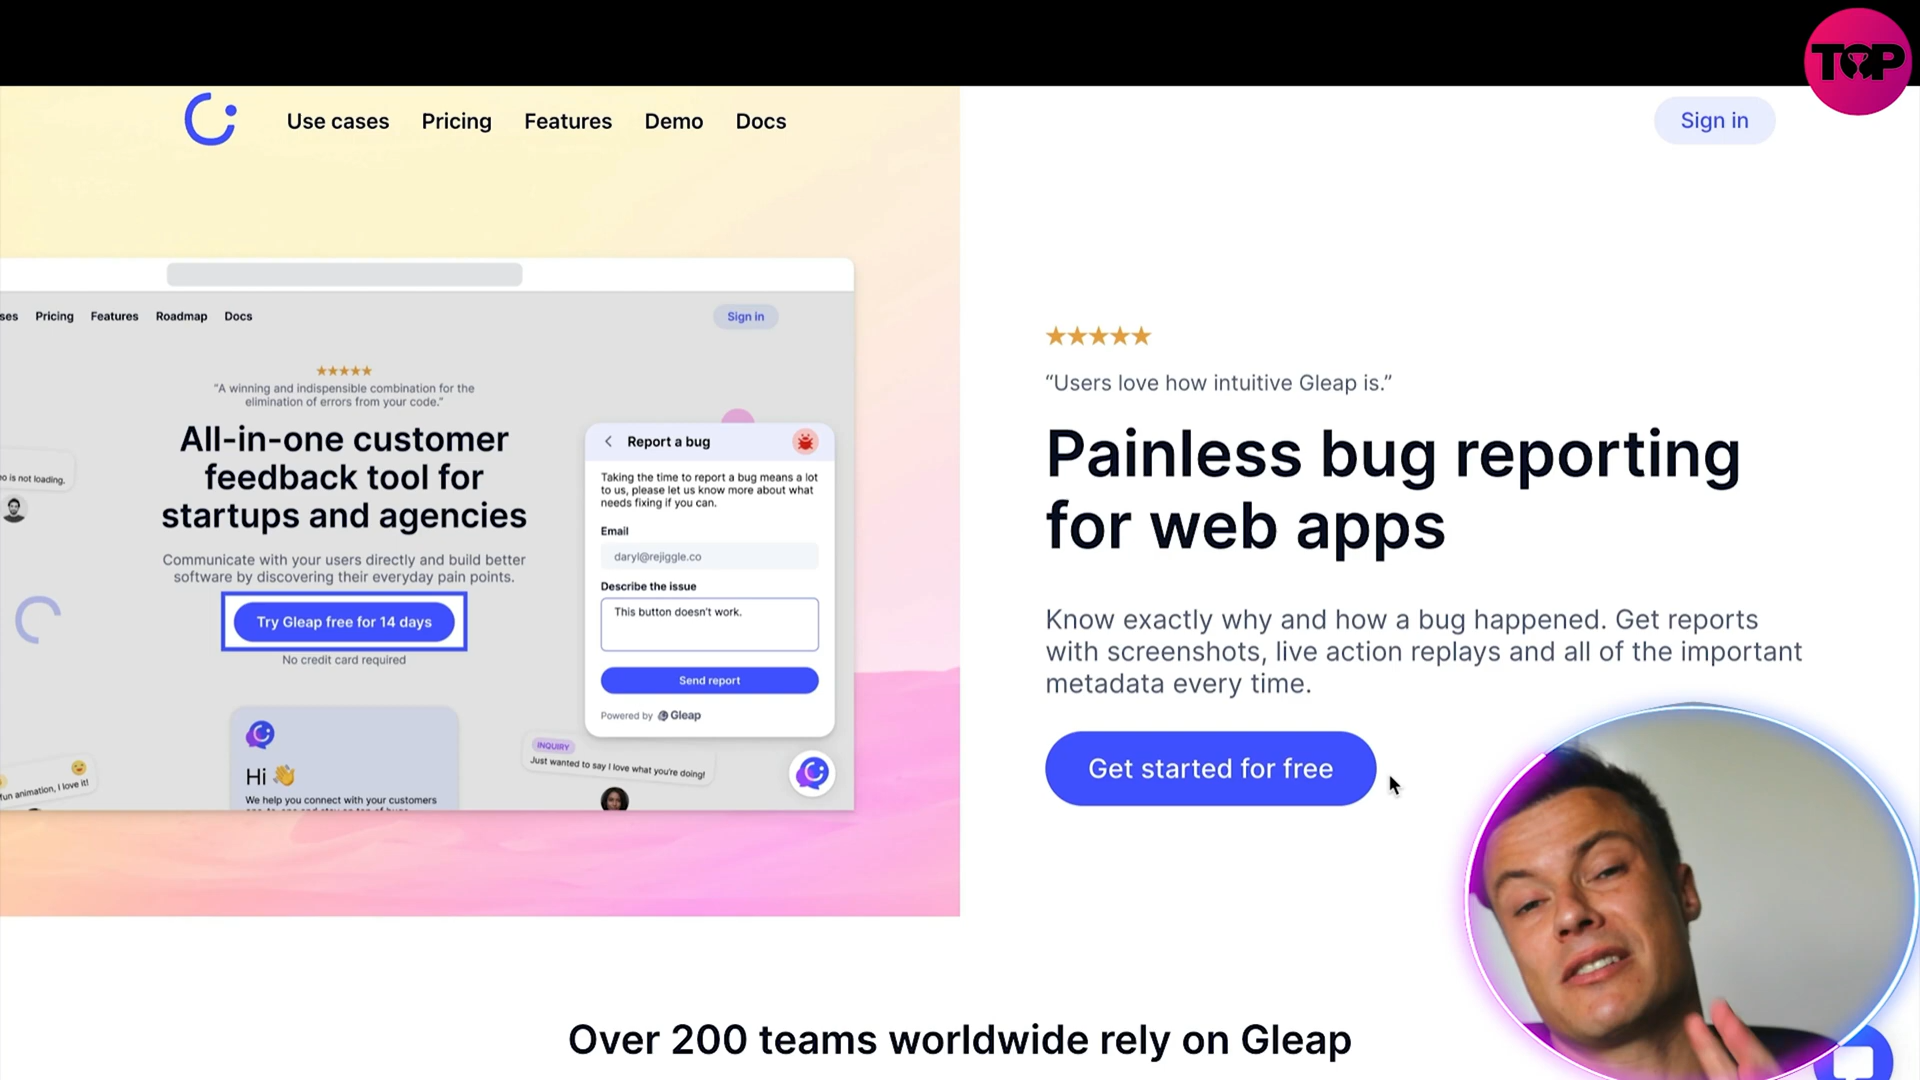 TOP
Use cases
Pricing
Features
Demo
Docs
Sign in
ses
Pricing
Features
Roadmap
Docs
Sign in
“A winning and indispensible combination for the
elimination of errors from your code.”
All-in-one customer
feedback tool for
startups and agencies
Communicate with your users directly and build better
software by discovering their everyday pain points.
Try Gleap free for 14 days
No credit card required
o is not loading.
Report a bug
Taking the time to report a bug means a lot
to us, please let us know more about what
needs fixing if you can.
Email
daryl@rejiggle.co
Describe the issue
This button doesn't work.
Send report
Powered by Gleap
fun animation, I love it!
Hi
We help you connect with your customers
INQUIRY
Just wanted to say I love what you're doing!
“Users love how intuitive Gleap is.”
Painless bug reporting
for web apps
Know exactly why and how a bug happened. Get reports
with screenshots, live action replays and all of the important
metadata every time.
Get started for free
Over 200 teams worldwide rely on Gleap